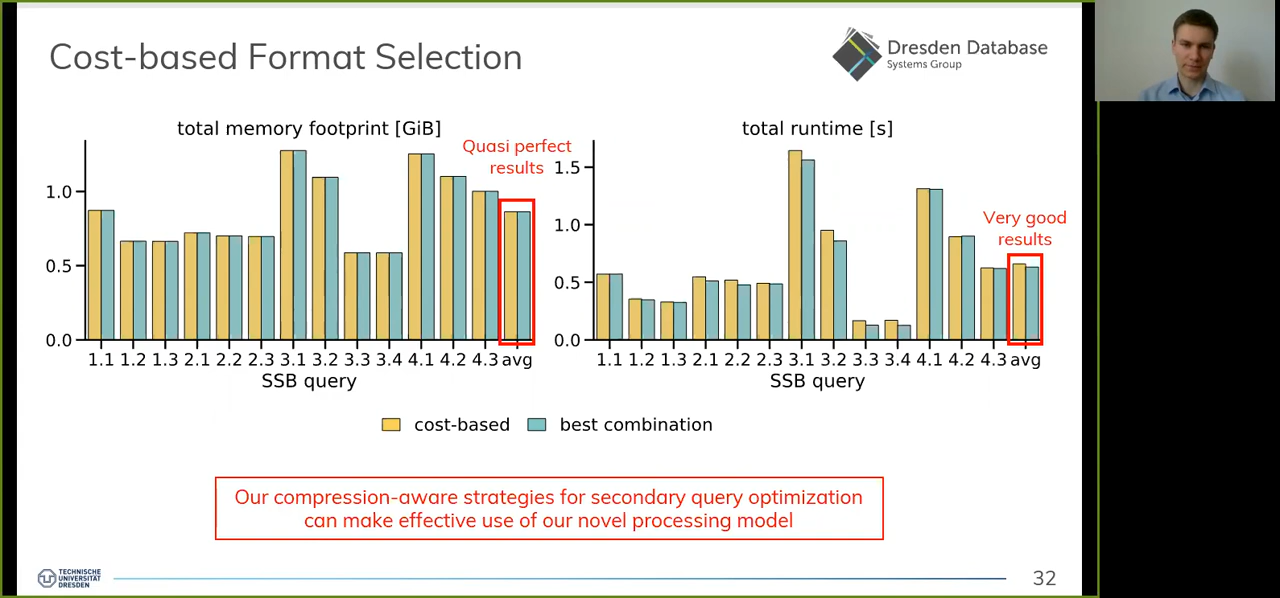 Cost-based Format Selection
Dresden Database
Systems Group
total memory footprint [GiB]
Quasi perfect
results
1.0
0.5
0.0
1.1 1.2 1.3 2.1 2.2 2.3 3.1 3.2 3.3 3.4 4.1 4.2 4.3 avg
SSB query
total runtime [s]
Very good
results
1.5
1.0
0.5
0.0
1.1 1.2 1.3 2.1 2.2 2.3 3.1 3.2 3.3 3.4 4.1 4.2 4.3 avg
SSB query
cost-based best combination
Our compression-aware strategies for secondary query optimization
can make effective use of our novel processing model
TECHNISCHE
UNIVERSITÄT
DRESDEN
32